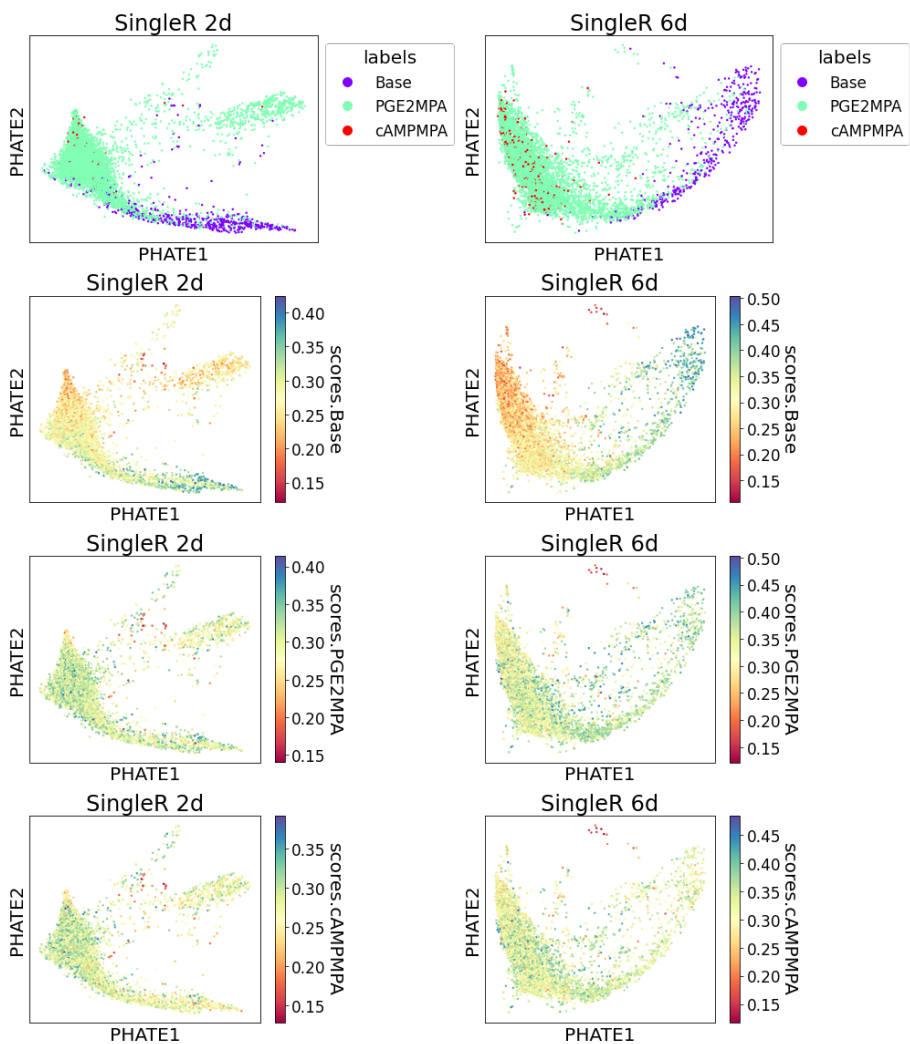 SingleR 2d
PHATE2
PHATE1
labels
Base
PGE2MPA
cAMPMPA
SingleR 6d
PHATE2
PHATE1
labels
Base
PGE2MPA
cAMPMPA
SingleR 2d
PHATE2
PHATE1
0.40
0.35
0.30
0.25
0.20
0.15
scores.Base
SingleR 6d
PHATE2
PHATE1
0.50
0.45
0.40
0.35
0.30
0.25
0.20
0.15
scores.Base
SingleR 2d
PHATE2
PHATE1
0.40
0.35
0.30
0.25
0.20
0.15
scores.PGE2MPA
SingleR 6d
PHATE2
PHATE1
0.50
0.45
0.40
0.35
0.30
0.25
0.20
0.15
scores.PGE2MPA
SingleR 2d
PHATE2
PHATE1
0.35
0.30
0.25
0.20
0.15
scores.cAMPMPA
SingleR 6d
PHATE2
PHATE1
0.45
0.40
0.35
0.30
0.25
0.20
0.15
scores.cAMPMPA